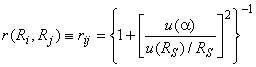 r(R_i, R_j) ≡ r_ij = {1 + [u(α) / (u(R_S) / R_S)]^2}^-1